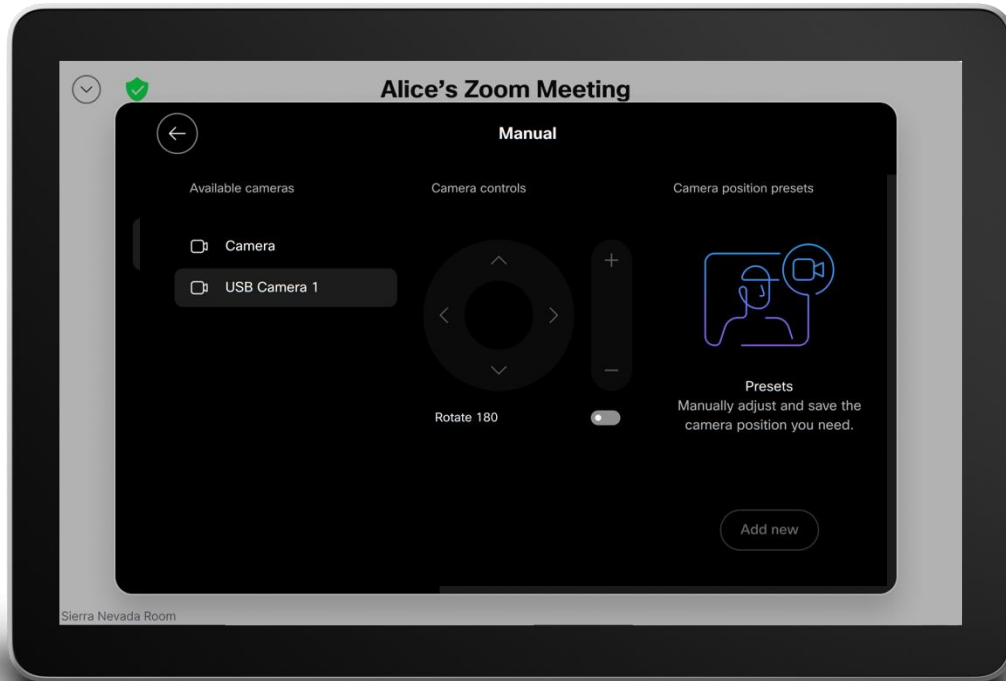 Alice’s Zoom Meeting
Manual
Available cameras
Camera
USB Camera 1
Camera controls
Rotate 180
Camera position presets
Presets
Manually adjust and save the
camera position you need.
Add new
Sierra Nevada Room